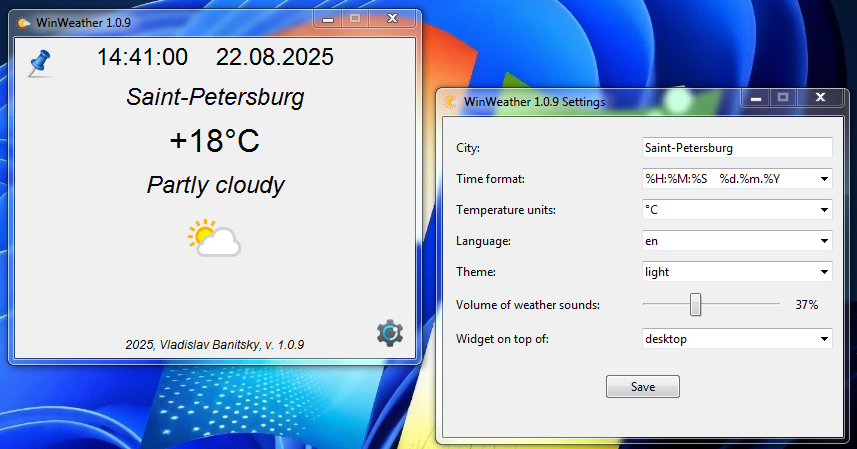 WinWeather 1.0.9
14:41:00 22.08.2025
Saint-Petersburg
+18°C
Partly cloudy
2025, Vladislav Banitsky, v. 1.0.9
WinWeather 1.0.9 Settings
City: Saint-Petersburg
Time format: %H:%M:%S %d.%m.%Y
Temperature units: °C
Language: en
Theme: light
Volume of weather sounds: 37%
Widget on top of: desktop
Save